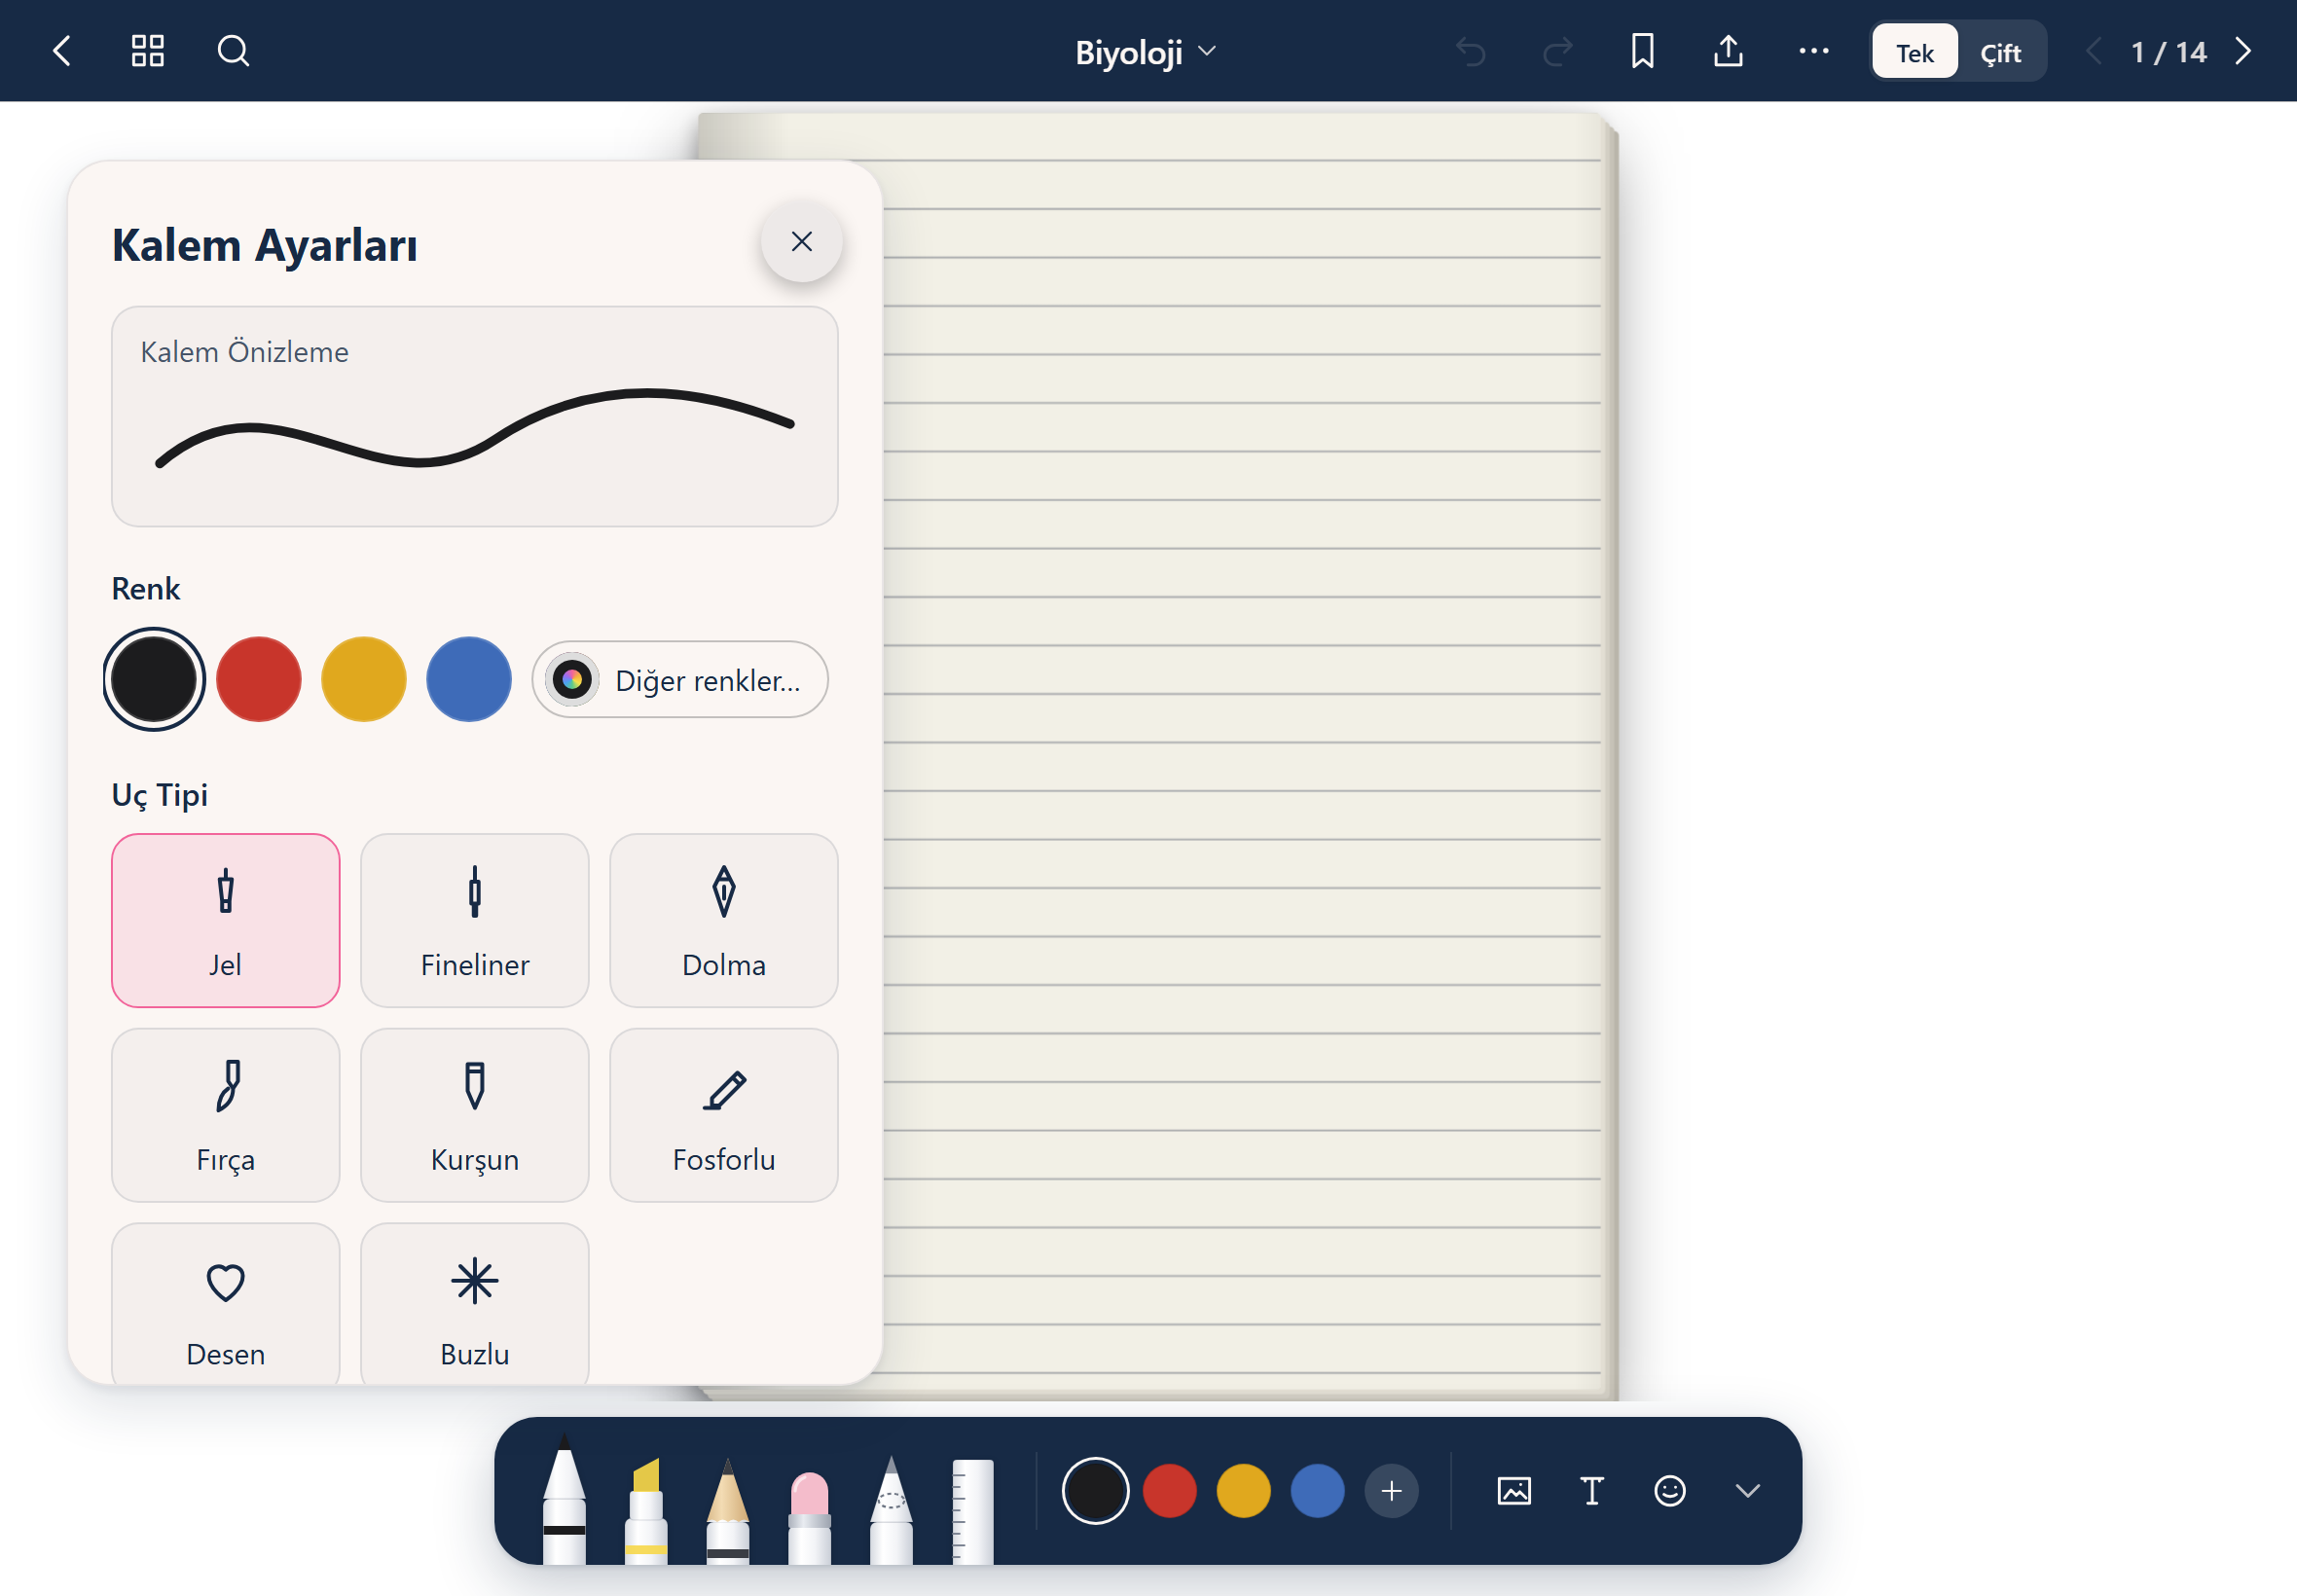 Biyoloji
Tek Çift
1 / 14
Kalem Ayarları
Kalem Önizleme
Renk
Diğer renkler...
Uç Tipi
Jel Fineliner Dolma
Fırça Kurşun Fosforlu
Desen Buzlu